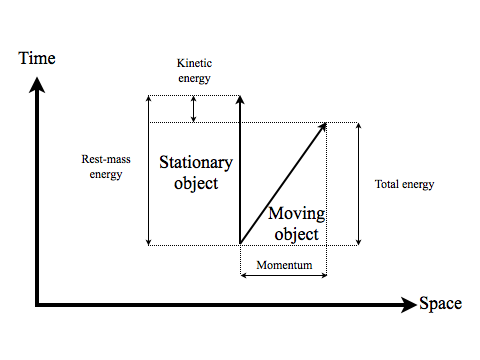 Time
Kinetic
energy
Rest-mass
energy
Stationary
object
Total energy
Moving
object
Momentum
Space